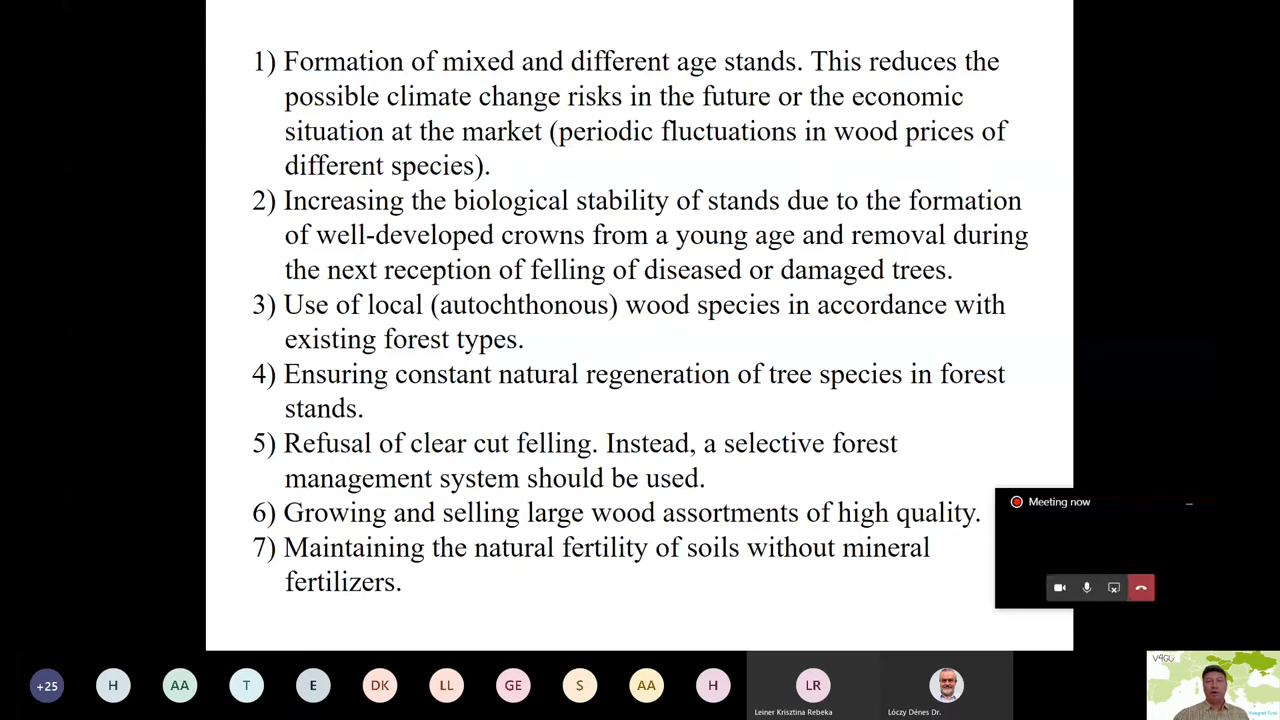 1) Formation of mixed and different age stands. This reduces the
possible climate change risks in the future or the economic
situation at the market (periodic fluctuations in wood prices of
different species).
2) Increasing the biological stability of stands due to the formation
of well-developed crowns from a young age and removal during
the next reception of felling of diseased or damaged trees.
3) Use of local (autochthonous) wood species in accordance with
existing forest types.
4) Ensuring constant natural regeneration of tree species in forest
stands.
5) Refusal of clear cut felling. Instead, a selective forest
management system should be used.
6) Growing and selling large wood assortments of high quality.
7) Maintaining the natural fertility of soils without mineral
fertilizers.
Meeting now
+25
H
AA
T
E
DK
LL
GE
S
AA
H
LR
Leiner Krisztina Rebeka
Lóczy Dénes Dr.
V4GU
Visegrad Fund